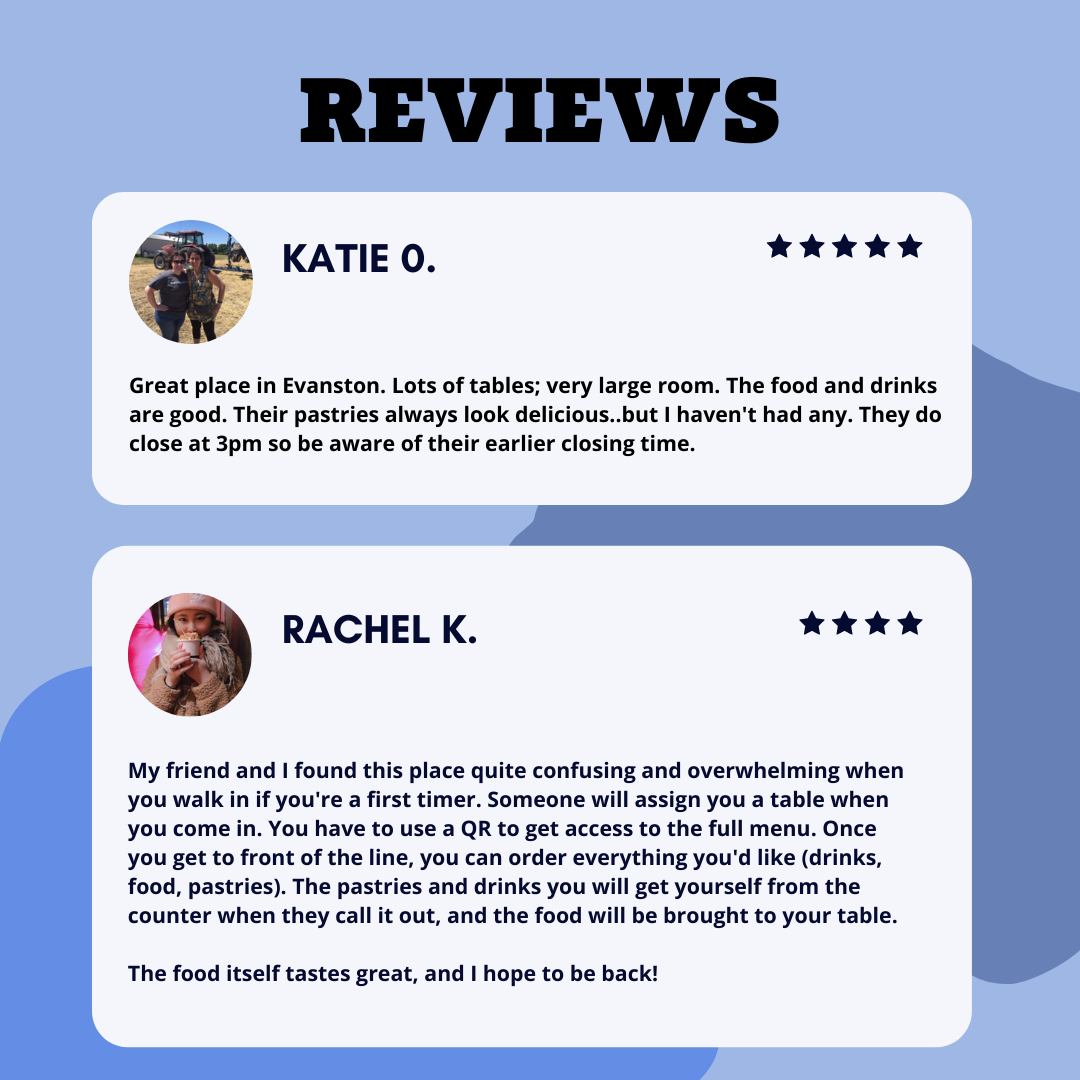 REVIEWS
KATIE O.
Great place in Evanston. Lots of tables; very large room. The food and drinks
are good. Their pastries always look delicious..but I haven't had any. They do
close at 3pm so be aware of their earlier closing time.
RACHEL K.
My friend and I found this place quite confusing and overwhelming when
you walk in if you're a first timer. Someone will assign you a table when
you come in. You have to use a QR to get access to the full menu. Once
you get to front of the line, you can order everything you'd like (drinks,
food, pastries). The pastries and drinks you will get yourself from the
counter when they call it out, and the food will be brought to your table.
The food itself tastes great, and I hope to be back!